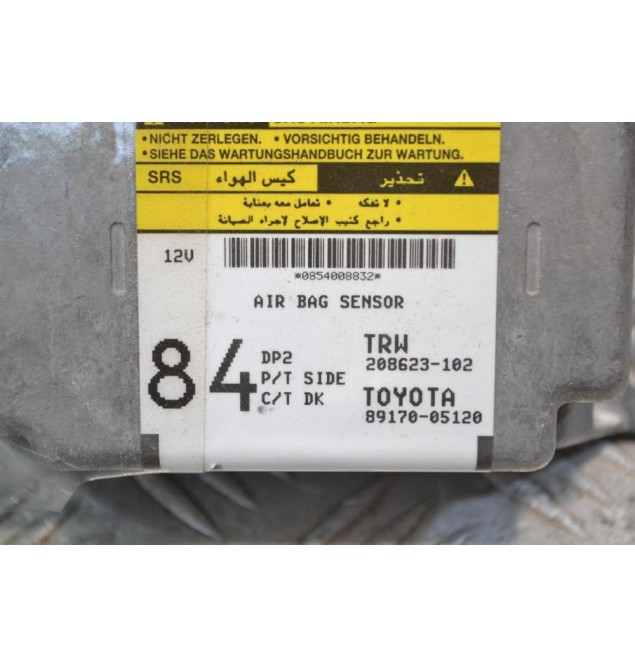 •NICHT ZERLEGEN. •VORSICHTIG BEHANDELN.
•SIEHE DAS WARTUNGSHANDBUCH ZUR WARTUNG.
SRS كيس الهواء تحذير
• لا تفكه • تعامل معه بعناية
• راجع كتيب الإصلاح لإجراء الصيانة
12V
*0854008832*
AIR BAG SENSOR
84
DP2 TRW
208623-102
P/T SIDE
C/T DK TOYOTA
89170-05120